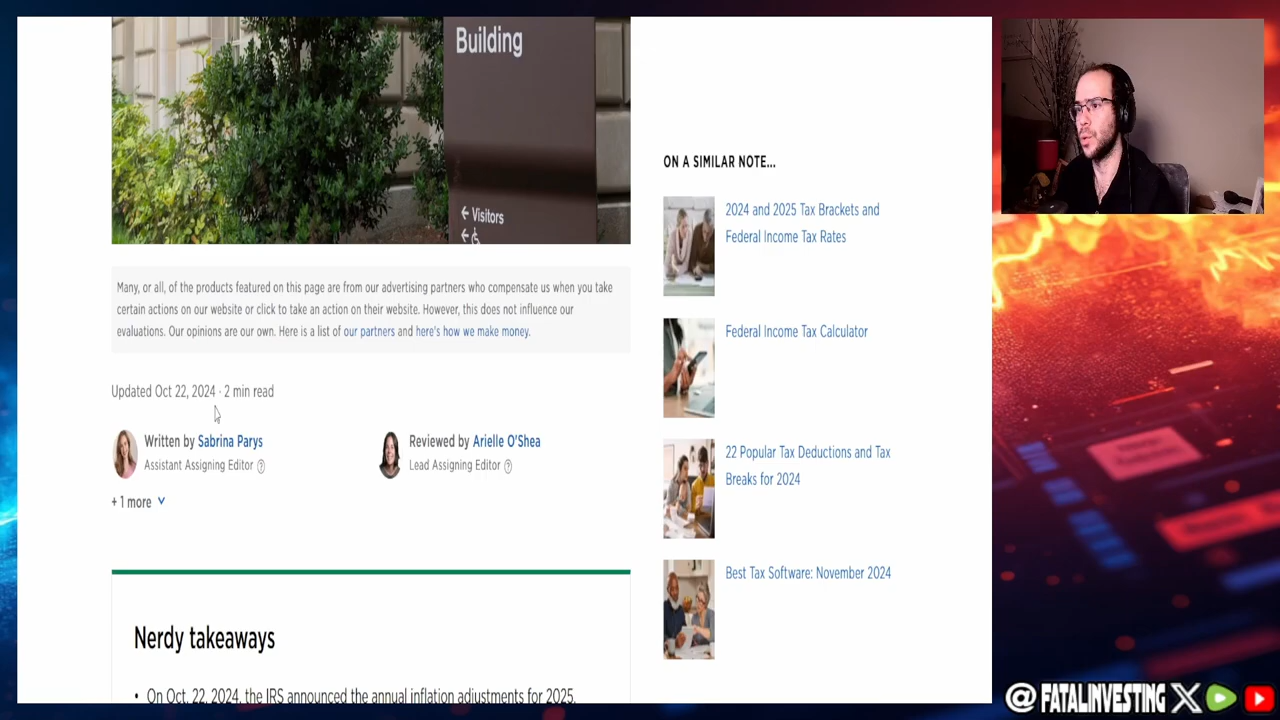 Building
← Visitors
←
Many, or all, of the products featured on this page are from our advertising partners who compensate us when you take
certain actions on our website or click to take an action on their website. However, this does not influence our
evaluations. Our opinions are our own. Here is a list of our partners and here's how we make money.
Updated Oct 22, 2024 · 2 min read
Written by Sabrina Parys
Assistant Assigning Editor ?
Reviewed by Arielle O'Shea
Lead Assigning Editor ?
+ 1 more
Nerdy takeaways
• On Oct. 22, 2024, the IRS announced the annual inflation adjustments for 2025.
ON A SIMILAR NOTE...
2024 and 2025 Tax Brackets and
Federal Income Tax Rates
Federal Income Tax Calculator
22 Popular Tax Deductions and Tax
Breaks for 2024
Best Tax Software: November 2024
@FATALINVESTING X